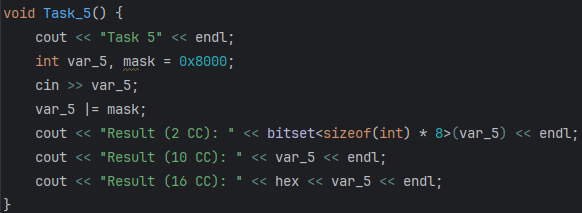 void Task_5() {
cout << "Task 5" << endl;
int var_5, mask = 0x8000;
cin >> var_5;
var_5 |= mask;
cout << "Result (2 CC): " << bitset<sizeof(int) * 8>(var_5) << endl;
cout << "Result (10 CC): " << var_5 << endl;
cout << "Result (16 CC): " << hex << var_5 << endl;
}